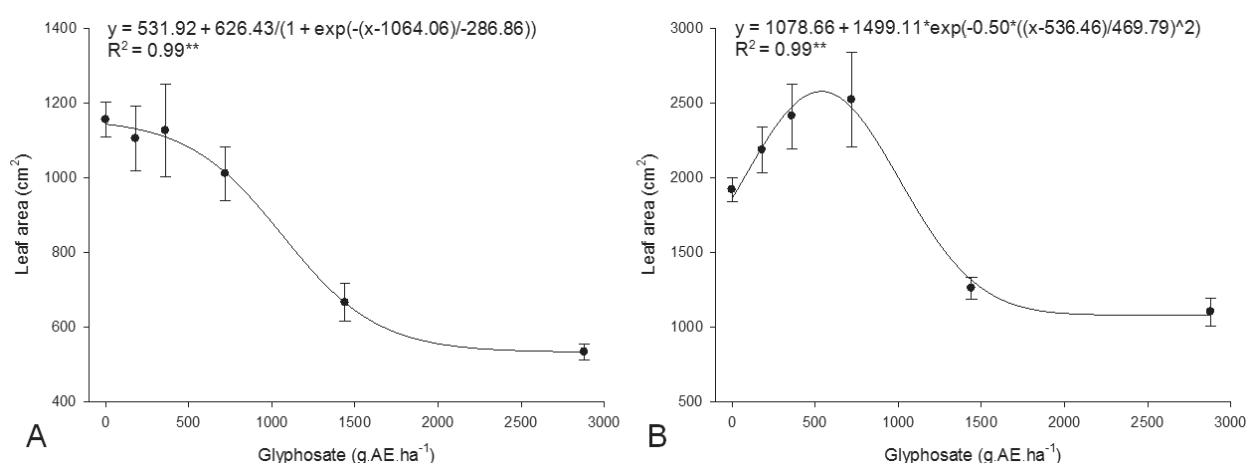 y = 531.92 + 626.43/(1 + exp(-(x-1064.06)/-286.86))
R² = 0.99**
1400
1200
1000
800
600
400
Leaf area (cm²)
0 500 1000 1500 2000 2500 3000
Glyphosate (g.AE.ha⁻¹)
A
y = 1078.66 + 1499.11*exp(-0.50*((x-536.46)/469.79)^2)
R² = 0.99**
3000
2500
2000
1500
1000
500
Leaf area (cm²)
0 500 1000 1500 2000 2500 3000
Glyphosate (g.AE.ha⁻¹)
B